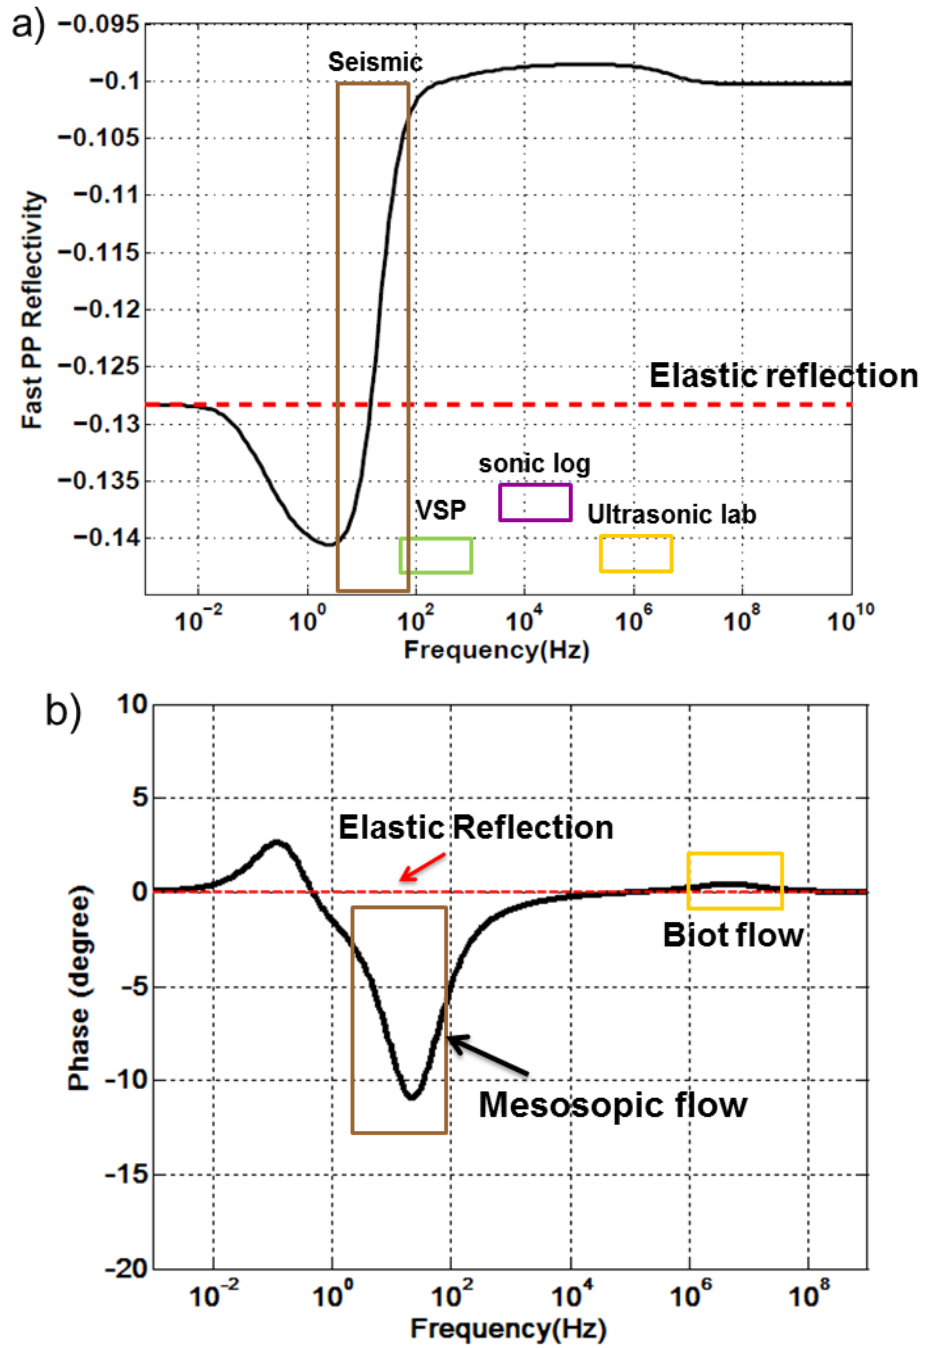 a)
−0.095
Seismic
−0.1
−0.105
−0.11
−0.115
−0.12
−0.125
Elastic reflection
−0.13
−0.135
sonic log
VSP
Ultrasonic lab
−0.14
Fast PP Reflectivity
10^−2 10^0 10^2 10^4 10^6 10^8 10^10
Frequency(Hz)
b)
10
5
Elastic Reflection
0
Biot flow
-5
-10
Mesosopic flow
-15
-20
Phase (degree)
10^-2 10^0 10^2 10^4 10^6 10^8
Frequency(Hz)